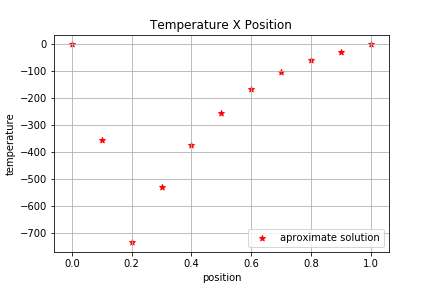 Temperature X Position
temperature
0
−100
−200
−300
−400
−500
−600
−700
aproximate solution
0.0 0.2 0.4 0.6 0.8 1.0
position